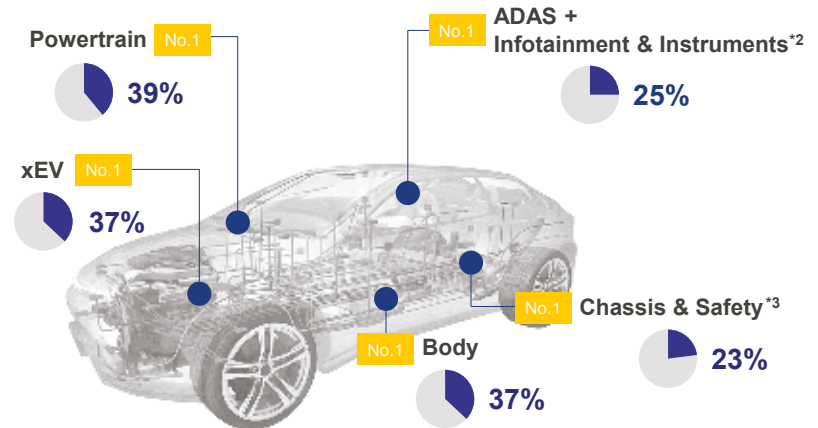 Powertrain No.1
39%
ADAS +
No.1 Infotainment & Instruments*2
25%
xEV No.1
37%
No.1 Chassis & Safety*3
23%
No.1 Body
37%